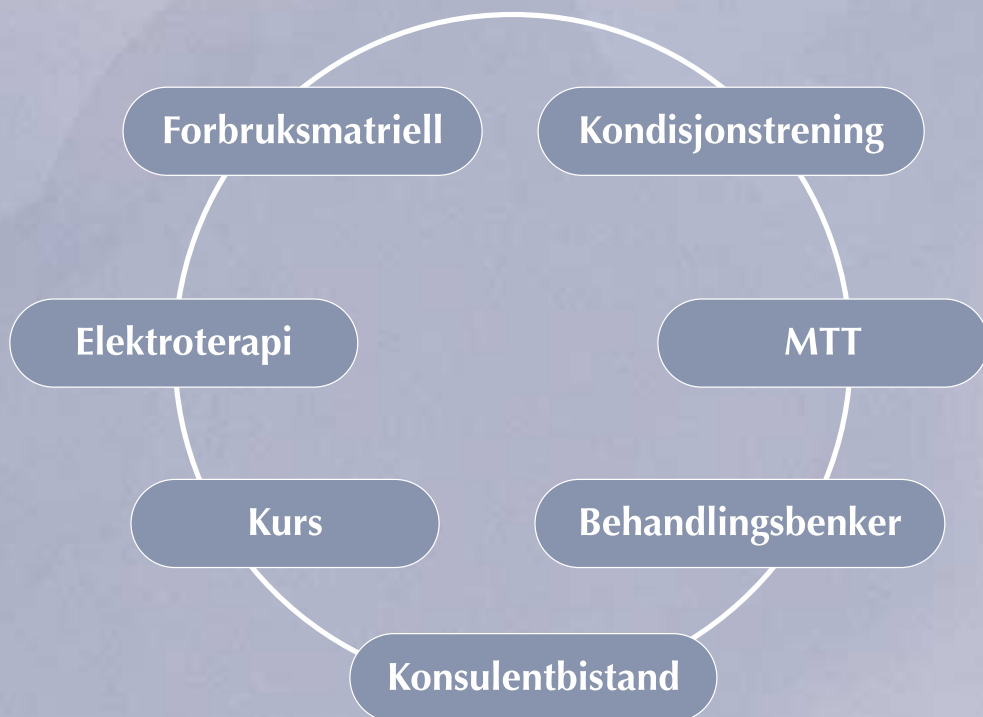 Forbruksmatriell
Kondisjonstrening
Elektroterapi
MTT
Kurs
Behandlingsbenker
Konsulentbistand